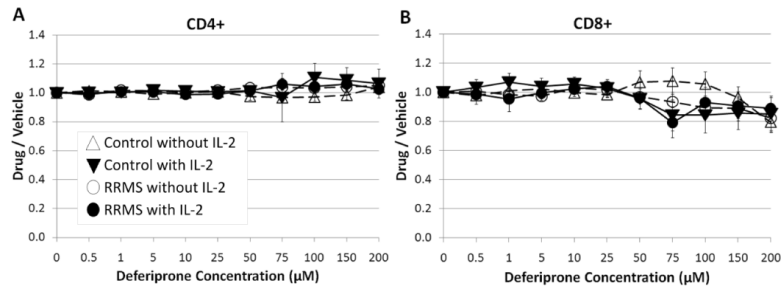 A
CD4+
Drug / Vehicle
1.4
1.2
1.0
0.8
0.6
0.4
0.2
0.0
Control without IL-2
Control with IL-2
RRMS without IL-2
RRMS with IL-2
0 0.5 1 5 10 25 50 75 100 150 200
Deferiprone Concentration (µM)
B
CD8+
Drug / Vehicle
1.4
1.2
1.0
0.8
0.6
0.4
0.2
0.0
0 0.5 1 5 10 25 50 75 100 150 200
Deferiprone Concentration (µM)